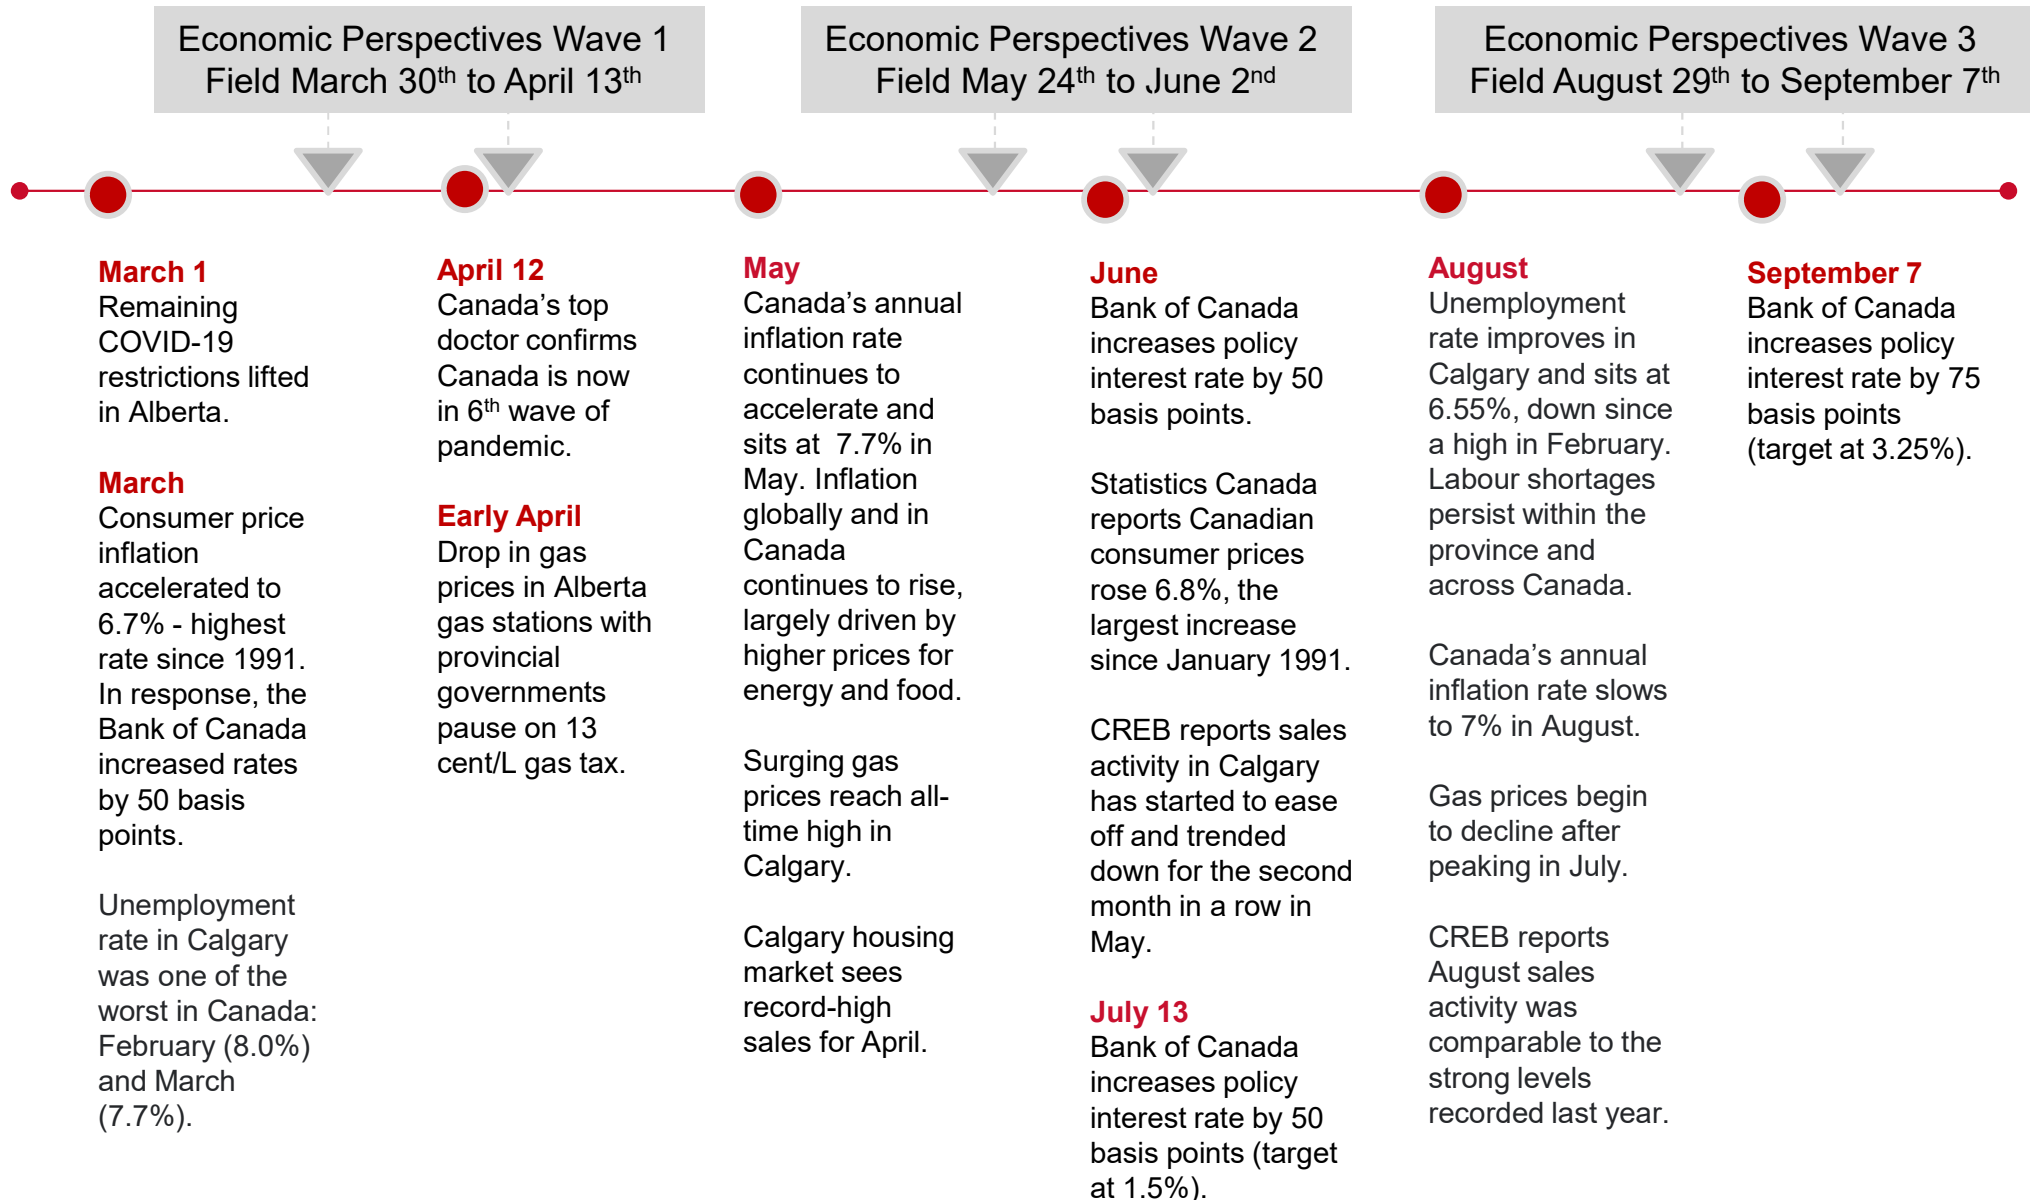 Economic Perspectives Wave 1
Field March 30th to April 13th
Economic Perspectives Wave 2
Field May 24th to June 2nd
Economic Perspectives Wave 3
Field August 29th to September 7th
March 1
Remaining
COVID-19
restrictions lifted
in Alberta.
March
Consumer price
inflation
accelerated to
6.7% - highest
rate since 1991.
In response, the
Bank of Canada
increased rates
by 50 basis
points.
Unemployment
rate in Calgary
was one of the
worst in Canada:
February (8.0%)
and March
(7.7%).
April 12
Canada’s top
doctor confirms
Canada is now
in 6th wave of
pandemic.
Early April
Drop in gas
prices in Alberta
gas stations with
provincial
governments
pause on 13
cent/L gas tax.
May
Canada’s annual
inflation rate
continues to
accelerate and
sits at  7.7% in
May. Inflation
globally and in
Canada
continues to rise,
largely driven by
higher prices for
energy and food.
Surging gas
prices reach all-
time high in
Calgary.
Calgary housing
market sees
record-high
sales for April.
June
Bank of Canada
increases policy
interest rate by 50
basis points.
Statistics Canada
reports Canadian
consumer prices
rose 6.8%, the
largest increase
since January 1991.
CREB reports sales
activity in Calgary
has started to ease
off and trended
down for the second
month in a row in
May.
July 13
Bank of Canada
increases policy
interest rate by 50
basis points (target
at 1.5%).
August
Unemployment
rate improves in
Calgary and sits at
6.55%, down since
a high in February.
Labour shortages
persist within the
province and
across Canada.
Canada’s annual
inflation rate slows
to 7% in August.
Gas prices begin
to decline after
peaking in July.
CREB reports
August sales
activity was
comparable to the
strong levels
recorded last year.
September 7
Bank of Canada
increases policy
interest rate by 75
basis points
(target at 3.25%).